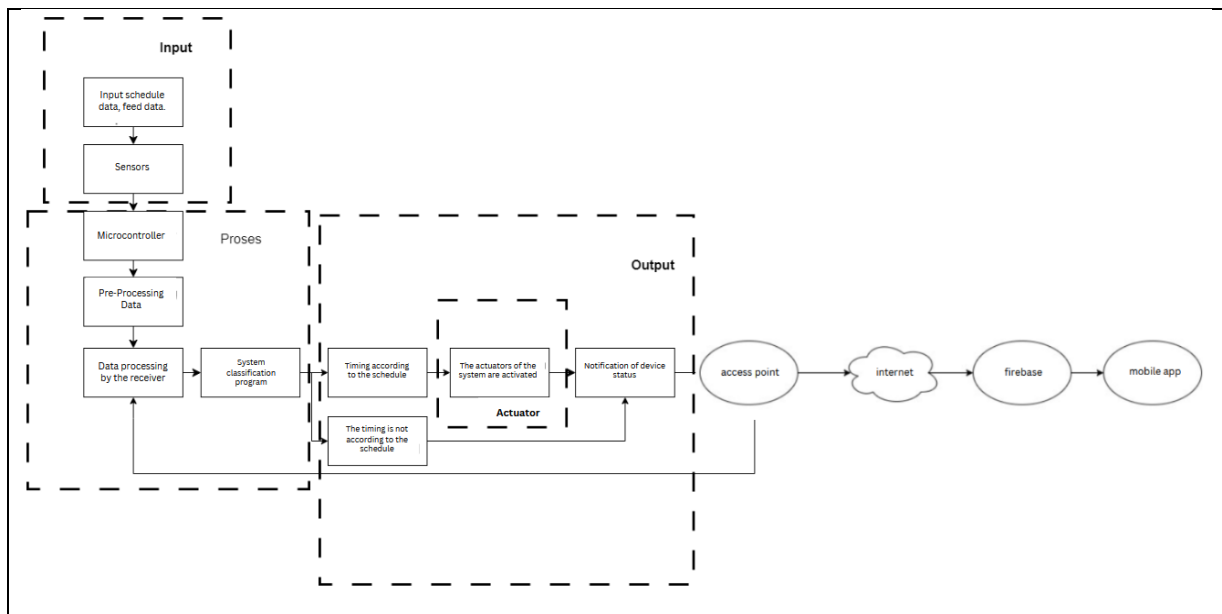 Input
Input schedule
data, feed data.
Sensors
Microcontroller
Proses
Pre-Processing
Data
Data processing
by the receiver
System
classification
program
Output
Timing according
to the schedule
The actuators of the
system are activated
Actuator
Notification of device
status
The timing is not
according to the
schedule
access point
internet
firebase
mobile app